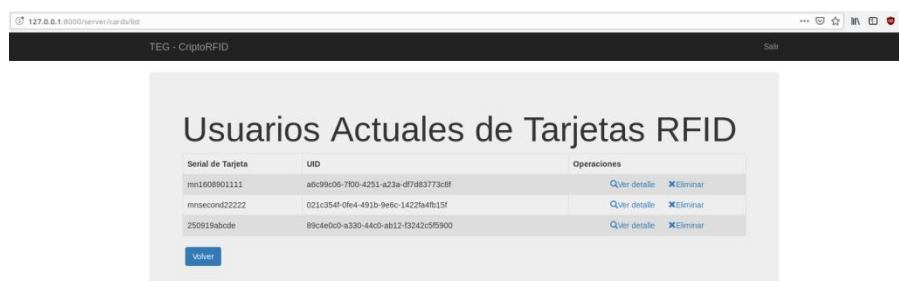 127.0.0.1:8000/server/cards/list
TEG - CriptoRFID Salir
Usuarios Actuales de Tarjetas RFID
Serial de Tarjeta UID Operaciones
mn1608901111 a6c99c06-7f00-4251-a23a-df7d83773c8f Ver detalle Eliminar
mnsecond22222 021c354f-0fe4-491b-9e6c-1422fa4fb15f Ver detalle Eliminar
250919abcde 89c4e0c0-a330-44c0-ab12-f3242c5f5900 Ver detalle Eliminar
Volver